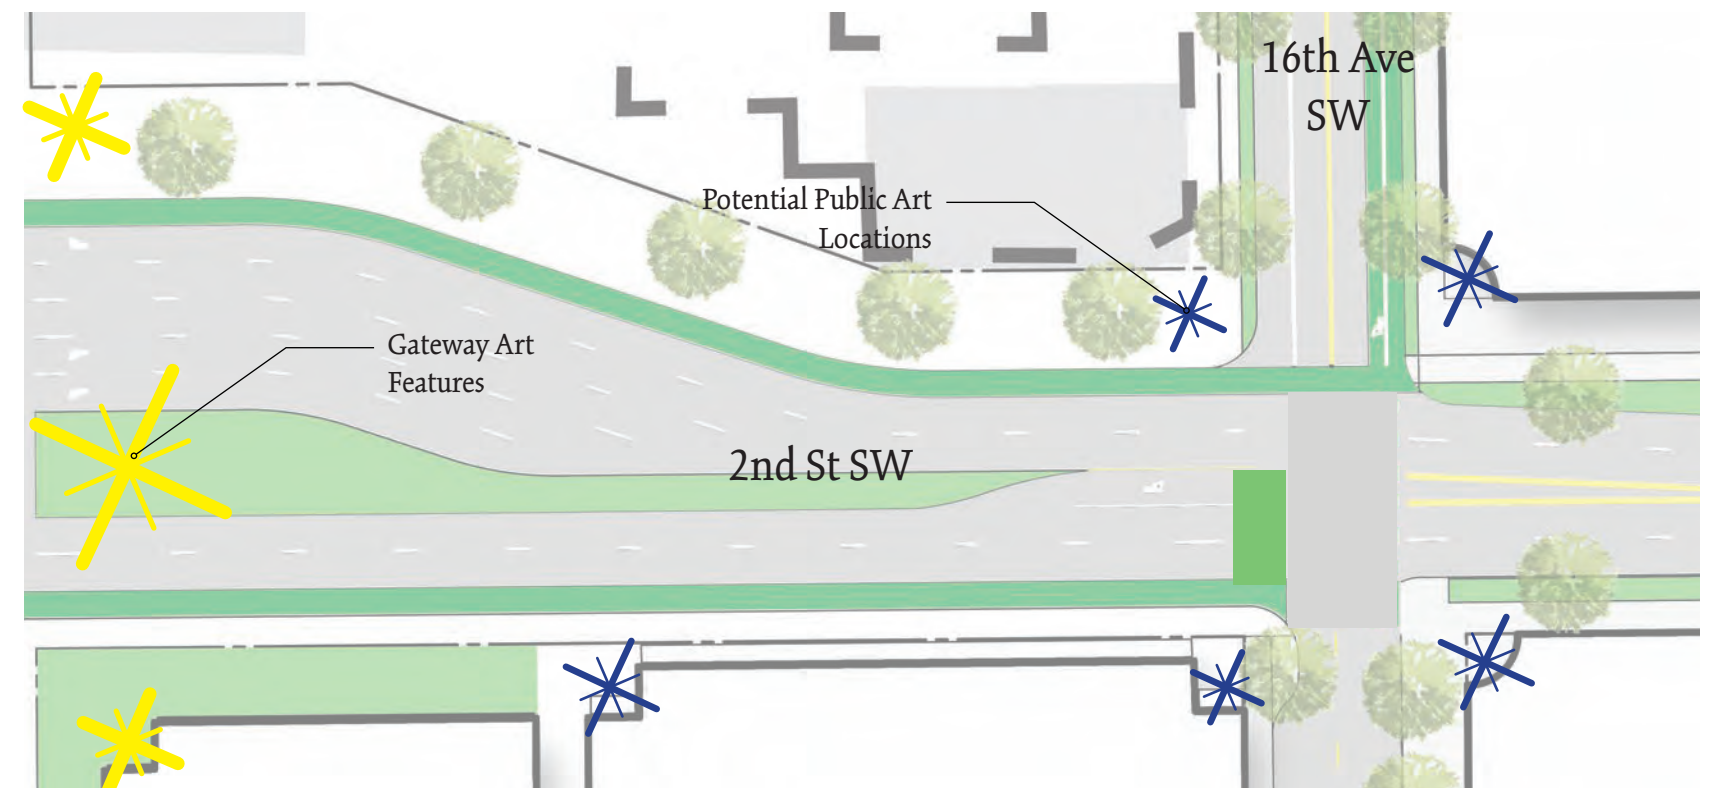 16th Ave
SW
Potential Public Art
Locations
Gateway Art
Features
2nd St SW